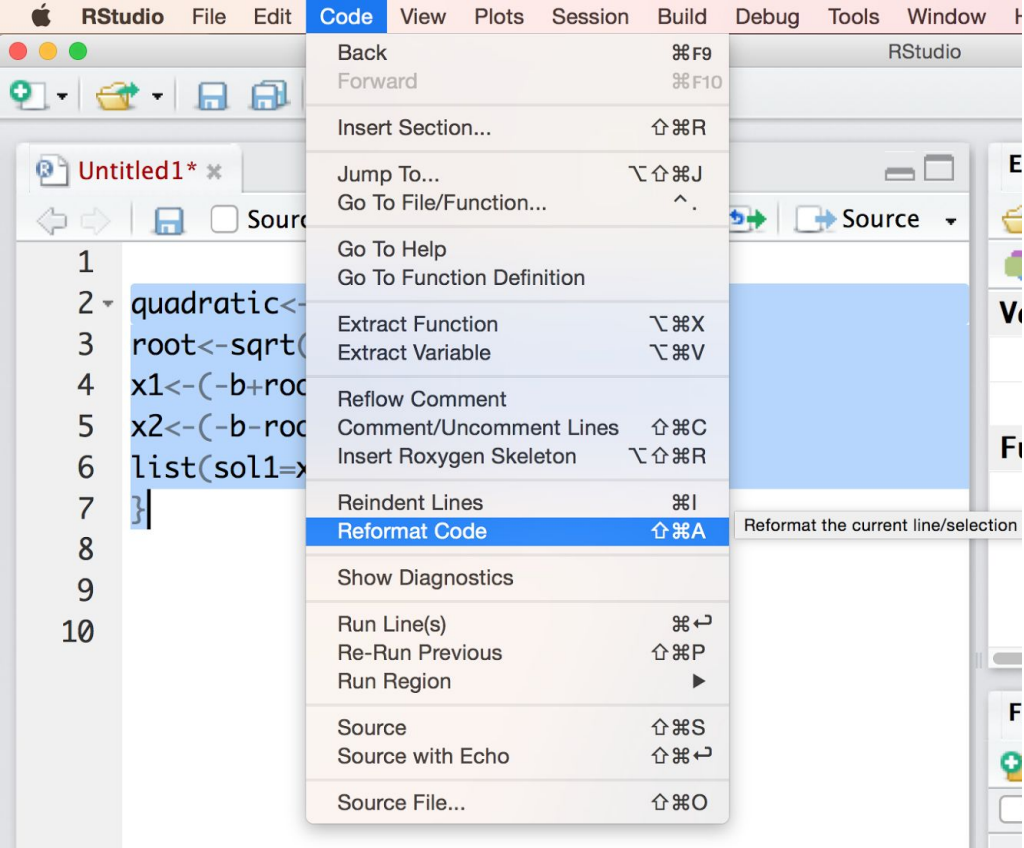 RStudio File Edit Code View Plots Session Build Debug Tools Window
RStudio
Back ⌘F9
Forward ⌘F10
Insert Section... ⇧⌘R
Jump To... ⌥⇧⌘J
Go To File/Function... ^ .
Go To Help
Go To Function Definition
Extract Function ⌥⌘X
Extract Variable ⌥⌘V
Reflow Comment
Comment/Uncomment Lines ⇧⌘C
Insert Roxygen Skeleton ⌥⇧⌘R
Reindent Lines ⌘I
Reformat Code ⇧⌘A
Show Diagnostics
Run Line(s) ⌘↩
Re-Run Previous ⇧⌘P
Run Region ▶
Source ⇧⌘S
Source with Echo ⇧⌘↩
Source File... ⇧⌘O
Reformat the current line/selection
Untitled1*
Source
1
2 quadratic<-
3 root<-sqrt(
4 x1<-(-b+roo
5 x2<-(-b-roo
6 list(sol1=x
7 }
8
9
10